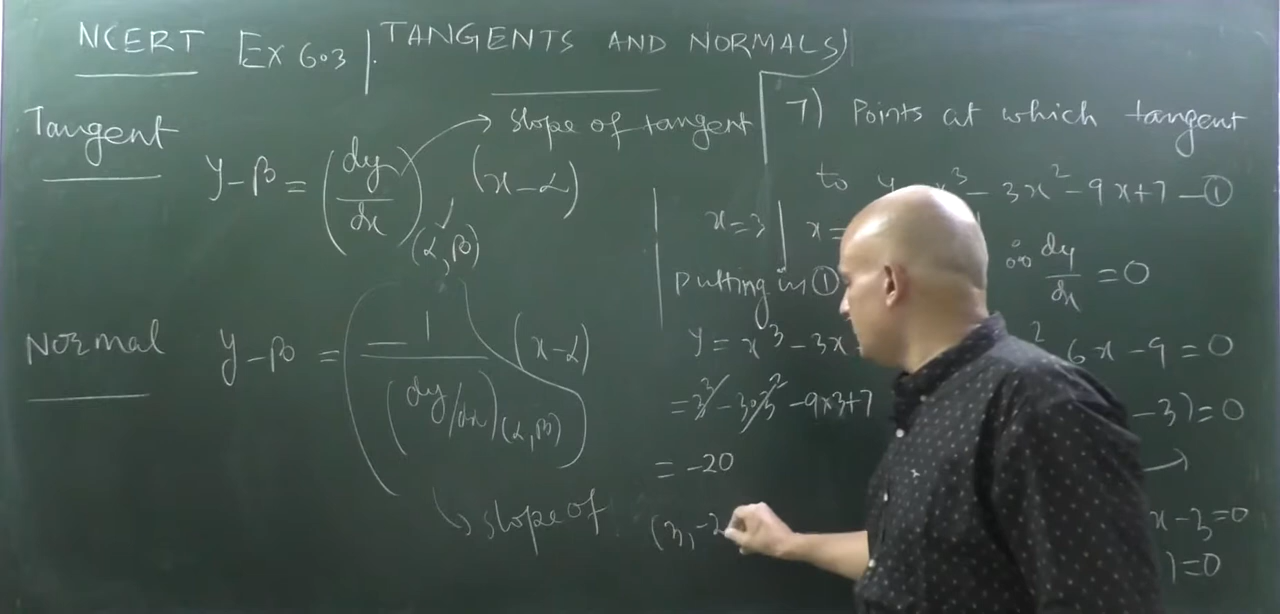 NCERT Ex 6.3 | TANGENTS AND NORMALS)
Tangent
y-β = (dy/dx)(α,β) (x-α)
slope of tangent
Normal
y-β = -1/(dy/dx)(α,β) (x-α)
slope of
7) Points at which tangent
to y x³-3x²-9x+7-①
x=3 | x=
∴ dy/dx =0
Putting in ①
y = x³-3x
² 6x-9=0
= 3³-3·3²-9×3+7
-3)=0
= -20
(3,-2
x-3=0
)=0